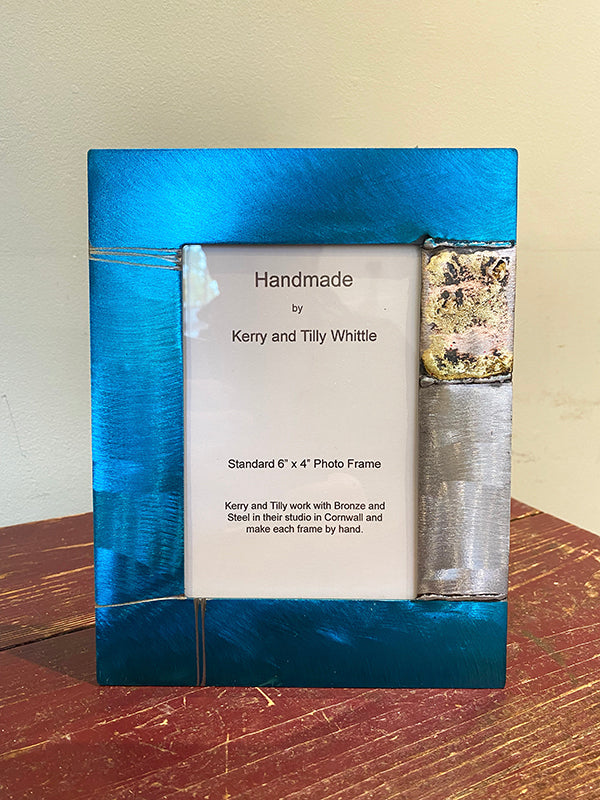 Handmade
by
Kerry and Tilly Whittle
Standard 6” x 4” Photo Frame
Kerry and Tilly work with Bronze and
Steel in their studio in Cornwall and
make each frame by hand.